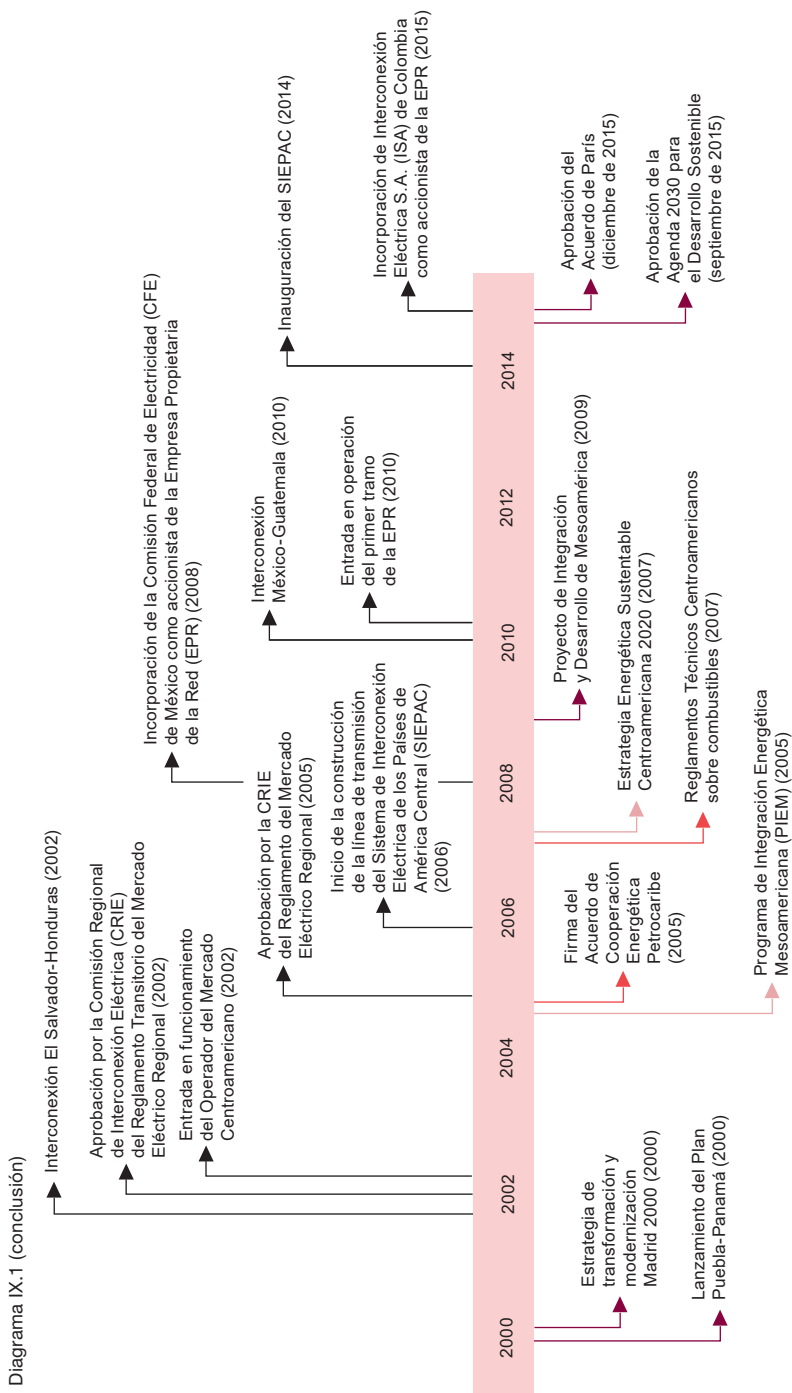 Diagrama IX.1 (conclusión)
Interconexión El Salvador-Honduras (2002)
Aprobación por la Comisión Regional
de Interconexión Eléctrica (CRIE)
del Reglamento Transitorio del Mercado
Eléctrico Regional (2002)
Entrada en funcionamiento
del Operador del Mercado
Centroamericano (2002)
Aprobación por la CRIE
del Reglamento del Mercado
Eléctrico Regional (2005)
Inicio de la construcción
de la línea de transmisión
del Sistema de Interconexión
Eléctrica de los Países de
América Central (SIEPAC)
(2006)
Incorporación de la Comisión Federal de Electricidad (CFE)
de México como accionista de la Empresa Propietaria
de la Red (EPR) (2008)
Interconexión
México-Guatemala (2010)
Entrada en operación
del primer tramo
de la EPR (2010)
Inauguración del SIEPAC (2014)
Incorporación de Interconexión
Eléctrica S.A. (ISA) de Colombia
como accionista de la EPR (2015)
2000
2002
2004
2006
2008
2010
2012
2014
Estrategia de
transformación y
modernización
Madrid 2000 (2000)
Lanzamiento del Plan
Puebla-Panamá (2000)
Firma del
Acuerdo de
Cooperación
Energética
Petrocaribe
(2005)
Programa de Integración Energética
Mesoamericana (PIEM) (2005)
Proyecto de Integración
y Desarrollo de Mesoamérica (2009)
Estrategia Energética Sustentable
Centroamericana 2020 (2007)
Reglamentos Técnicos Centroamericanos
sobre combustibles (2007)
Aprobación del
Acuerdo de París
(diciembre de 2015)
Aprobación de la
Agenda 2030 para
el Desarrollo Sostenible
(septiembre de 2015)